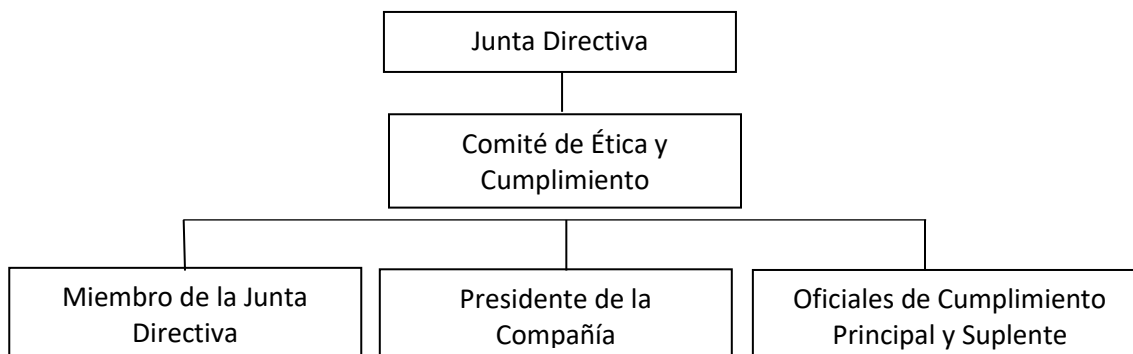 Junta Directiva
Comité de Ética y
Cumplimiento
Miembro de la Junta
Directiva
Presidente de la
Compañía
Oficiales de Cumplimiento
Principal y Suplente